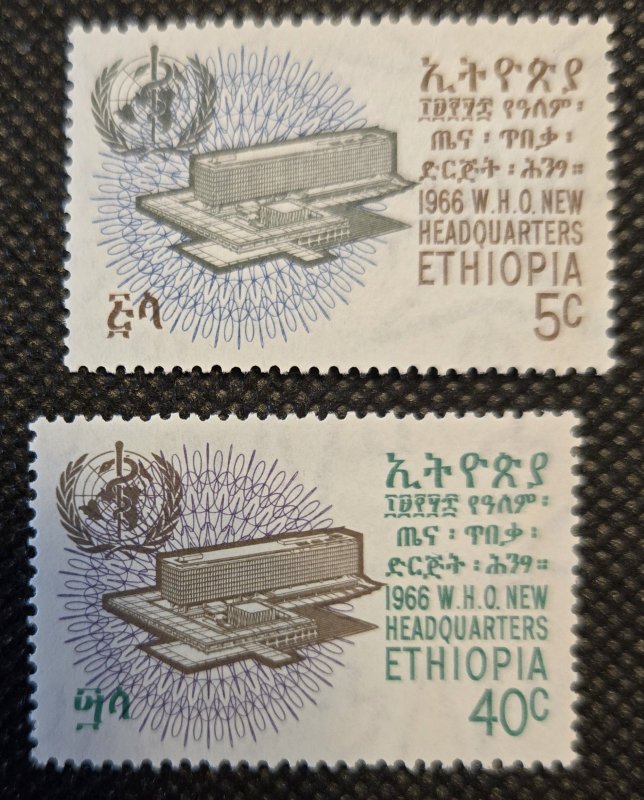 ኢትዮጵያ
፲፱፻፶፰ የዓለም፡
ጤና ፡ ጥበቃ ፡
ድርጅት ፡ ሕንፃ ።
1966 W.H.O. NEW
HEADQUARTERS
ETHIOPIA
5C
፭ሳ
ኢትዮጵያ
የዓለም፡
ጤና ፡ ጥበቃ ፡
ድርጅት ፡ ሕንፃ ።
1966 W.H.O. NEW
HEADQUARTERS
ETHIOPIA
40C
፵ሳ